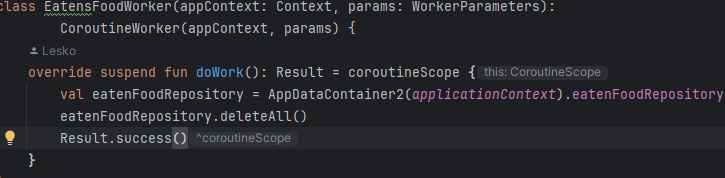 class EatensFoodWorker(appContext: Context, params: WorkerParameters):
CoroutineWorker(appContext, params) {
Lesko
override suspend fun doWork(): Result = coroutineScope { this: CoroutineScope
val eatenFoodRepository = AppDataContainer2(applicationContext).eatenFoodRepository
eatenFoodRepository.deleteAll()
Result.success() ^coroutineScope
}